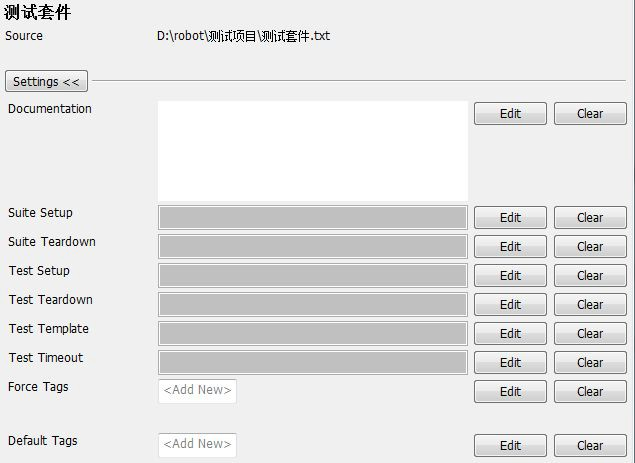 测试套件
Source D:\robot\测试项目\测试套件.txt
Settings <<
Documentation Edit Clear
Suite Setup Edit Clear
Suite Teardown Edit Clear
Test Setup Edit Clear
Test Teardown Edit Clear
Test Template Edit Clear
Test Timeout Edit Clear
Force Tags <Add New> Edit Clear
Default Tags <Add New> Edit Clear